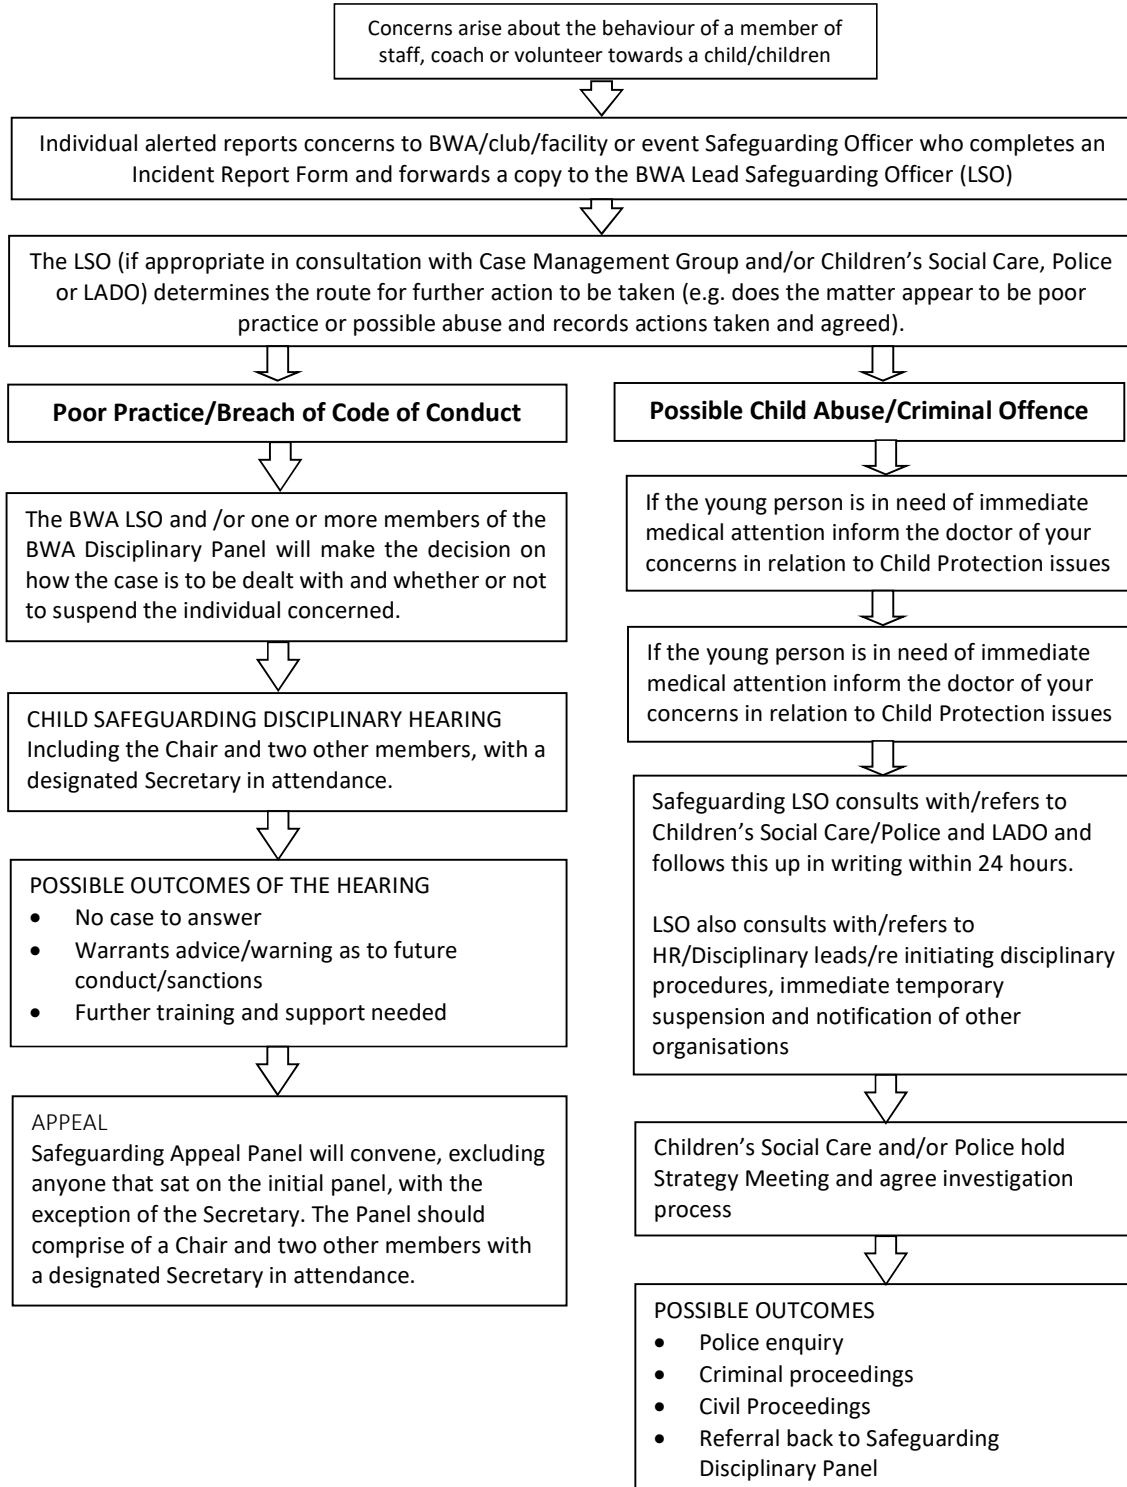 Concerns arise about the behaviour of a member of
staff, coach or volunteer towards a child/children
Individual alerted reports concerns to BWA/club/facility or event Safeguarding Officer who completes an
Incident Report Form and forwards a copy to the BWA Lead Safeguarding Officer (LSO)
The LSO (if appropriate in consultation with Case Management Group and/or Children’s Social Care, Police
or LADO) determines the route for further action to be taken (e.g. does the matter appear to be poor
practice or possible abuse and records actions taken and agreed).
Poor Practice/Breach of Code of Conduct
The BWA LSO and /or one or more members of the
BWA Disciplinary Panel will make the decision on
how the case is to be dealt with and whether or not
to suspend the individual concerned.
CHILD SAFEGUARDING DISCIPLINARY HEARING
Including the Chair and two other members, with a
designated Secretary in attendance.
POSSIBLE OUTCOMES OF THE HEARING
• No case to answer
• Warrants advice/warning as to future
conduct/sanctions
• Further training and support needed
APPEAL
Safeguarding Appeal Panel will convene, excluding
anyone that sat on the initial panel, with the
exception of the Secretary. The Panel should
comprise of a Chair and two other members with
a designated Secretary in attendance.
Possible Child Abuse/Criminal Offence
If the young person is in need of immediate
medical attention inform the doctor of your
concerns in relation to Child Protection issues
If the young person is in need of immediate
medical attention inform the doctor of your
concerns in relation to Child Protection issues
Safeguarding LSO consults with/refers to
Children’s Social Care/Police and LADO and
follows this up in writing within 24 hours.
LSO also consults with/refers to
HR/Disciplinary leads/re initiating disciplinary
procedures, immediate temporary
suspension and notification of other
organisations
Children’s Social Care and/or Police hold
Strategy Meeting and agree investigation
process
POSSIBLE OUTCOMES
• Police enquiry
• Criminal proceedings
• Civil Proceedings
• Referral back to Safeguarding
Disciplinary Panel